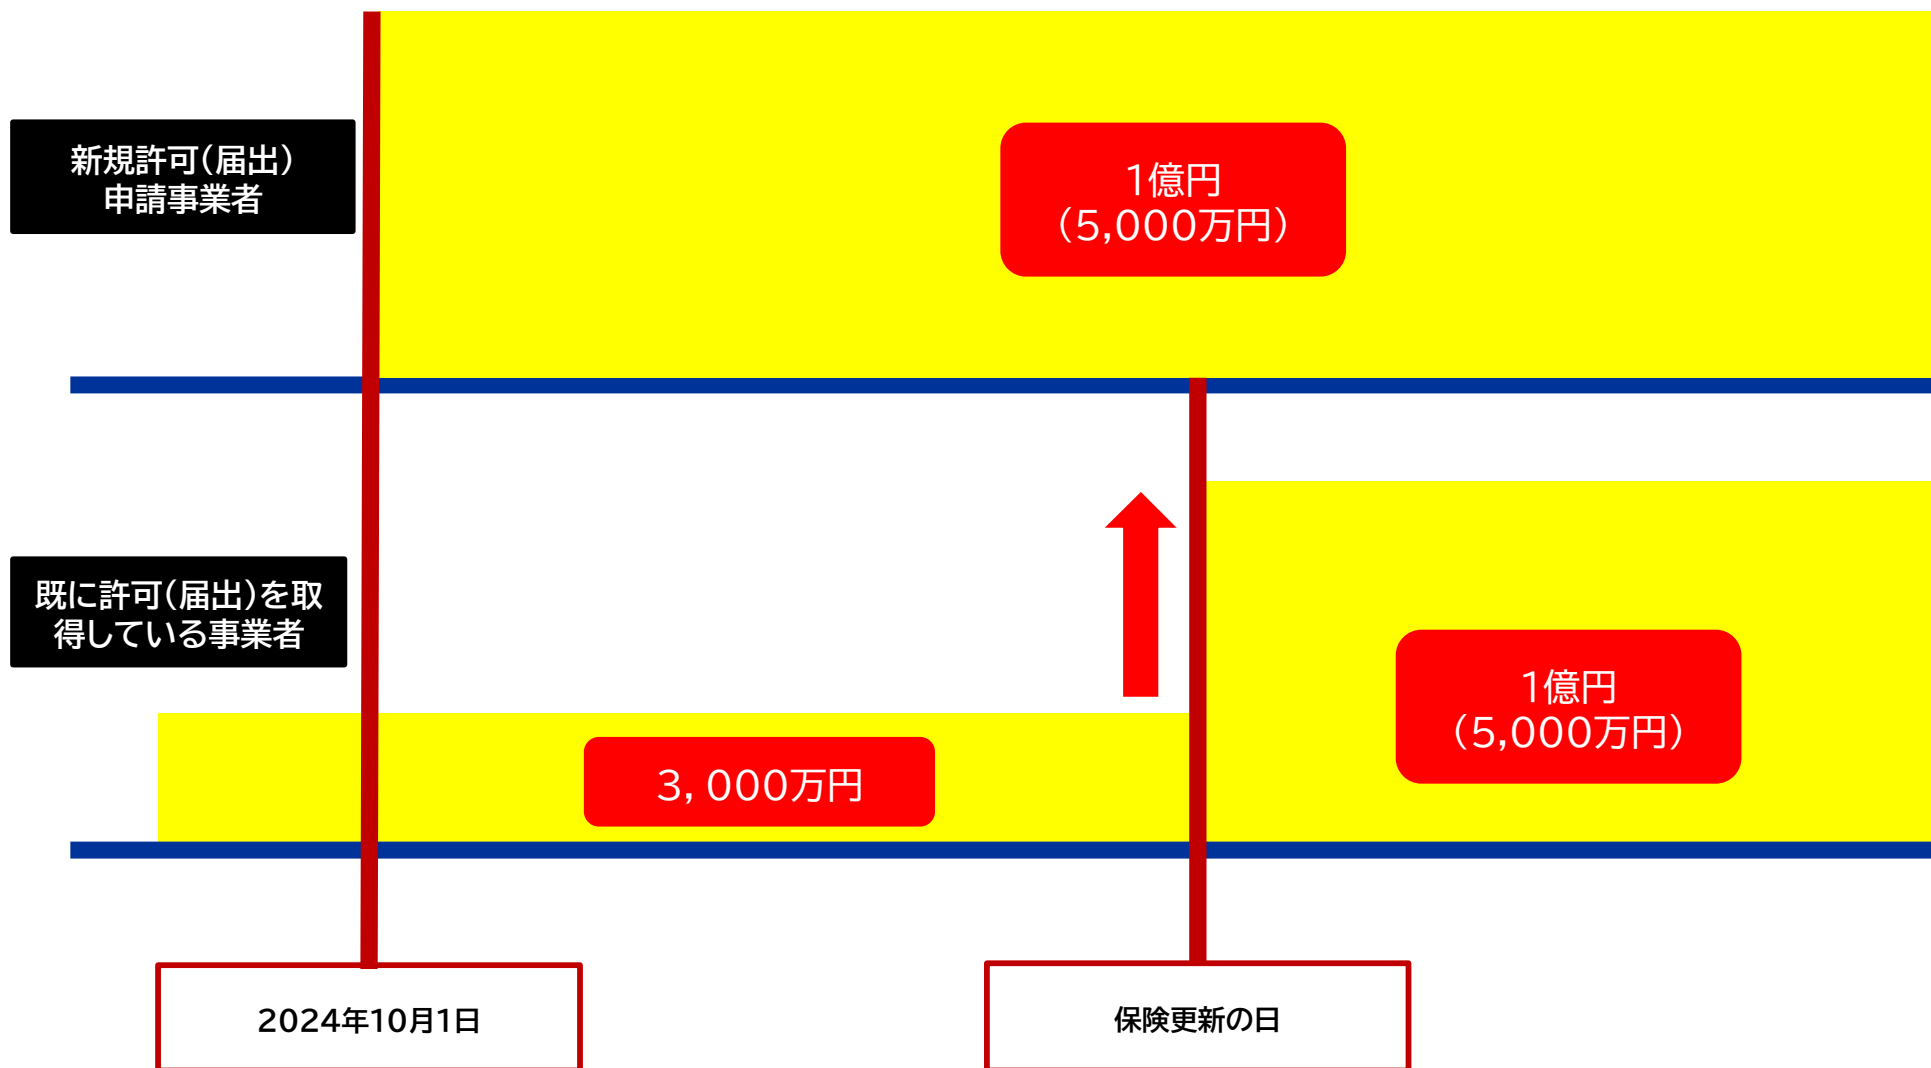 新規許可(届出)
申請事業者
1億円
(5,000万円)
既に許可(届出)を取
得している事業者
1億円
(5,000万円)
3,000万円
2024年10月1日
保険更新の日